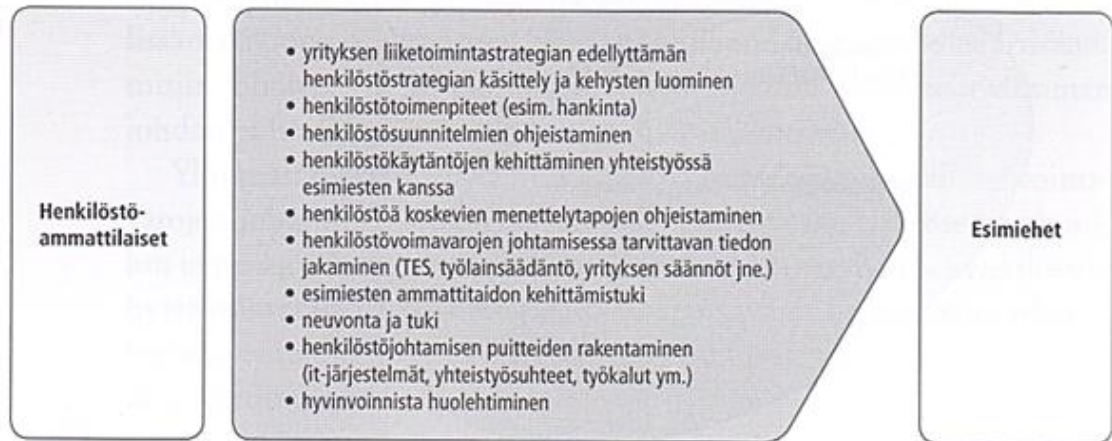 Henkilöstö-
ammattilaiset
• yrityksen liiketoimintastrategian edellyttämän
henkilöstöstrategian käsittely ja kehysten luominen
• henkilöstötoimenpiteet (esim. hankinta)
• henkilöstösuunnitelmien ohjeistaminen
• henkilöstökäytäntöjen kehittäminen yhteistyössä
esimiesten kanssa
• henkilöstöä koskevien menettelytapojen ohjeistaminen
• henkilöstövoimavarojen johtamisessa tarvittavan tiedon
jakaminen (TES, työlainsäädäntö, yrityksen säännöt jne.)
• esimiesten ammattitaidon kehittämistuki
• neuvonta ja tuki
• henkilöstöjohtamisen puitteiden rakentaminen
(it-järjestelmät, yhteistyösuhteet, työkalut ym.)
• hyvinvoinnista huolehtiminen
Esimiehet